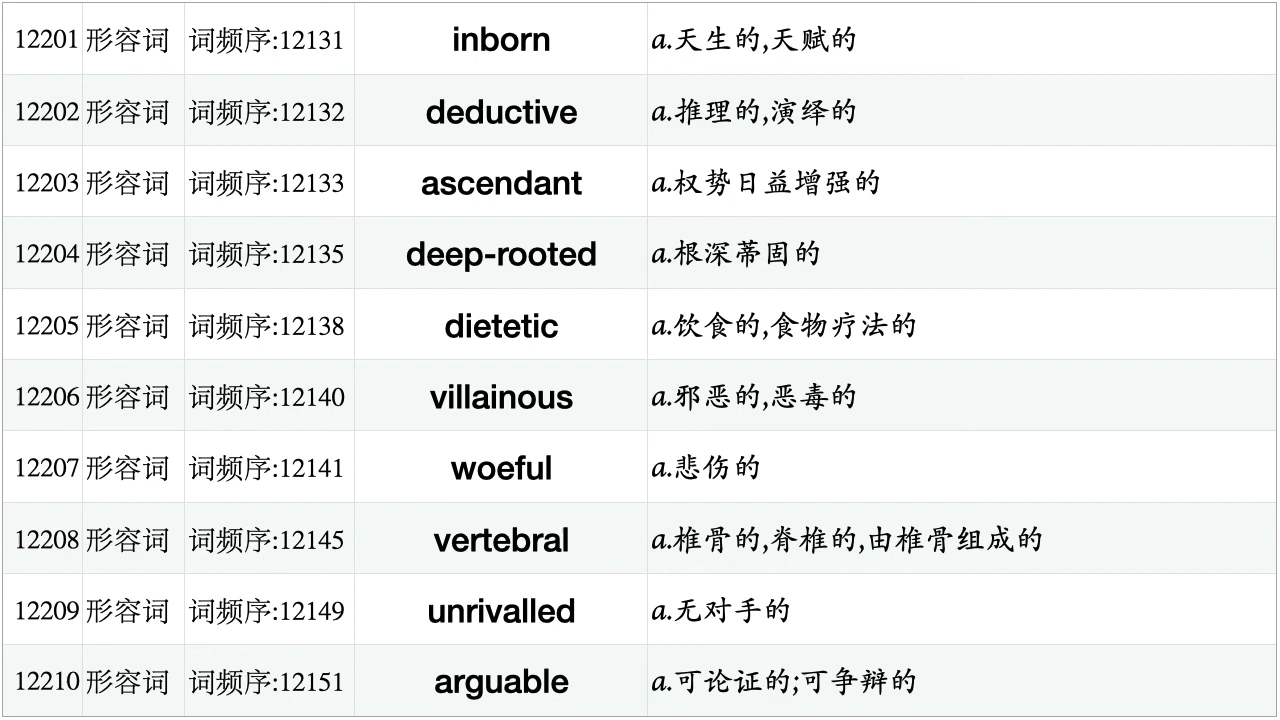 12201 形容词 词频序:12131 inborn a.天生的,天赋的
12202 形容词 词频序:12132 deductive a.推理的,演绎的
12203 形容词 词频序:12133 ascendant a.权势日益增强的
12204 形容词 词频序:12135 deep-rooted a.根深蒂固的
12205 形容词 词频序:12138 dietetic a.饮食的,食物疗法的
12206 形容词 词频序:12140 villainous a.邪恶的,恶毒的
12207 形容词 词频序:12141 woeful a.悲伤的
12208 形容词 词频序:12145 vertebral a.椎骨的,脊椎的,由椎骨组成的
12209 形容词 词频序:12149 unrivalled a.无对手的
12210 形容词 词频序:12151 arguable a.可论证的;可争辩的